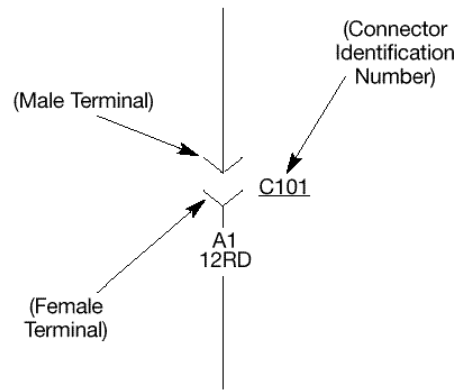 (Connector
Identification
Number)
(Male Terminal)
C101
A1
12RD
(Female
Terminal)